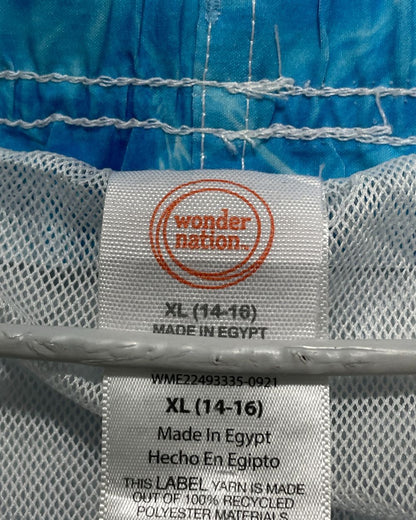 wonder
nation™
XL (14-16)
MADE IN EGYPT
WME22493335-0921
XL (14-16)
Made In Egypt
Hecho En Egipto
THIS LABEL YARN IS MADE
OUT OF 100% RECYCLED
POLYESTER MATERIALS